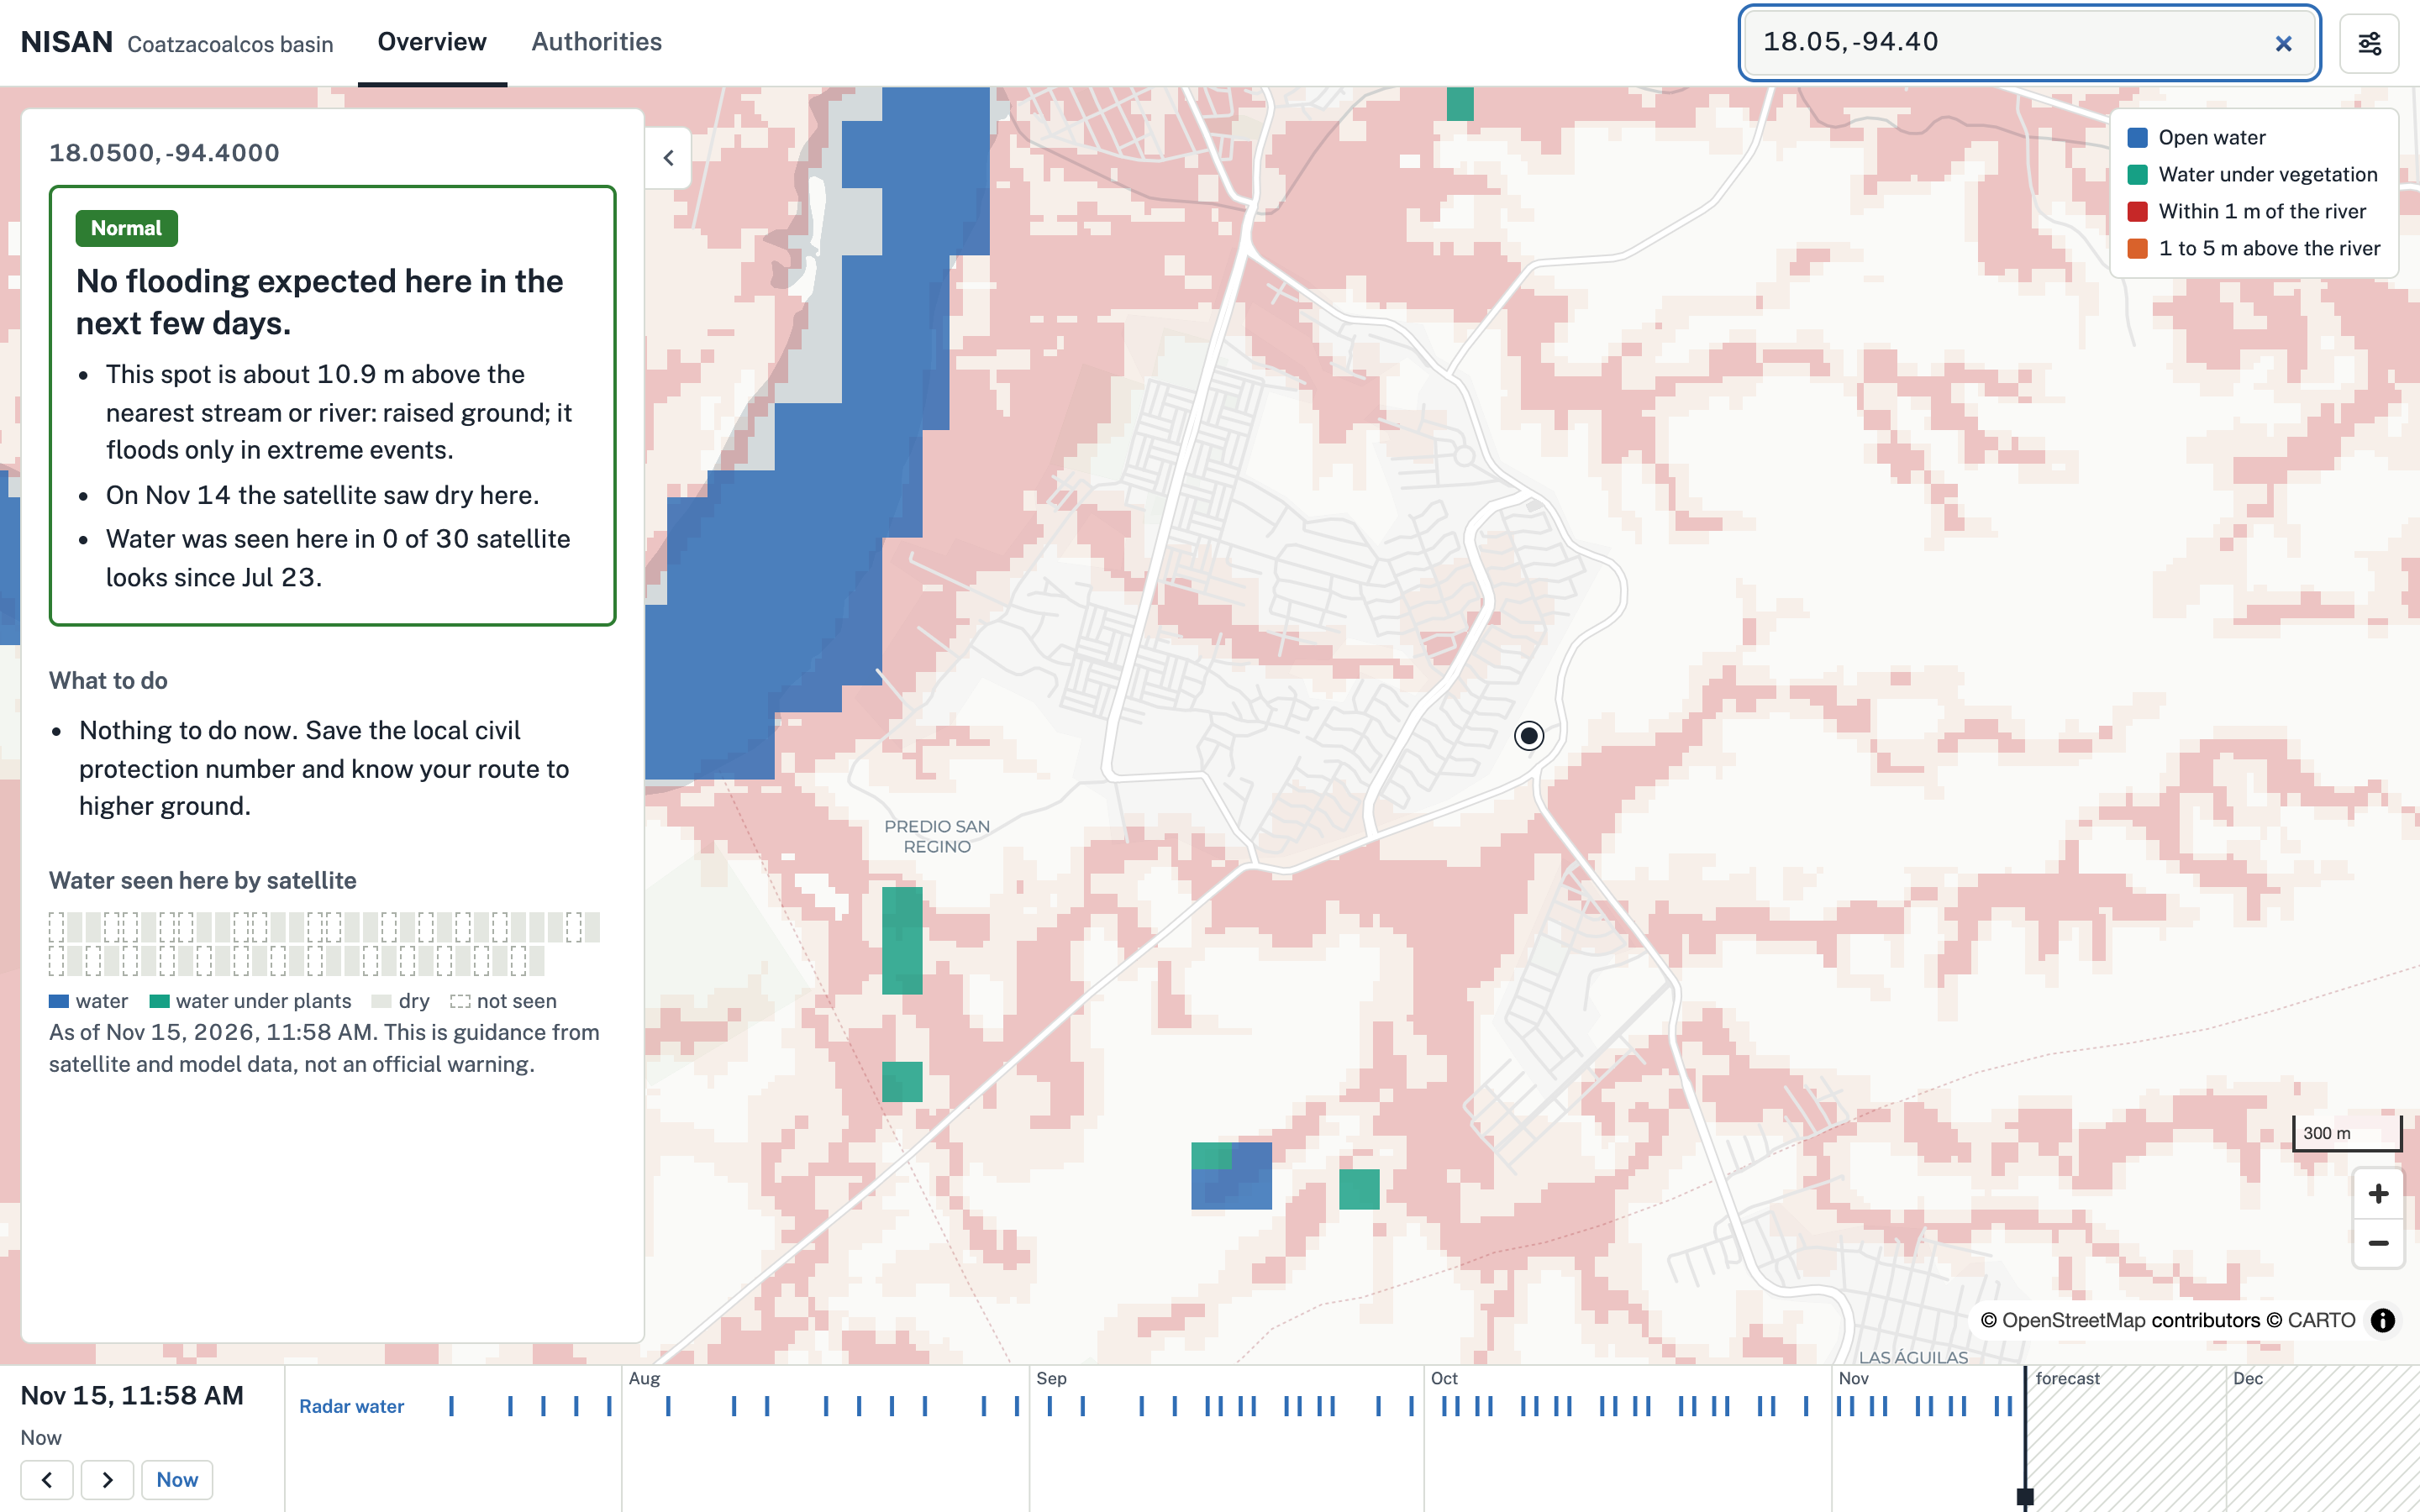 NISAN Coatzacoalcos basin Overview Authorities 18.05, -94.40
18.0500, -94.4000
Normal
No flooding expected here in the
next few days.
This spot is about 10.9 m above the
nearest stream or river: raised ground; it
floods only in extreme events.
On Nov 14 the satellite saw dry here.
Water was seen here in 0 of 30 satellite
looks since Jul 23.
What to do
Nothing to do now. Save the local civil
protection number and know your route to
higher ground.
Water seen here by satellite
water water under plants dry not seen
As of Nov 15, 2026, 11:58 AM. This is guidance from
satellite and model data, not an official warning.
Open water
Water under vegetation
Within 1 m of the river
1 to 5 m above the river
PREDIO SAN
REGINO
300 m
© OpenStreetMap contributors © CARTO
LAS ÁGUILAS
Nov 15, 11:58 AM
Now
Now
Radar water
Aug Sep Oct Nov forecast Dec